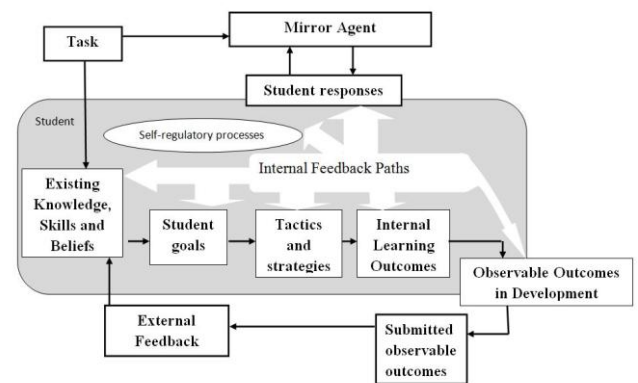 Mirror Agent
Task
Student responses
Student
Self-regulatory processes
Internal Feedback Paths
Existing
Knowledge,
Skills and
Beliefs
Student
goals
Tactics
and
strategies
Internal
Learning
Outcomes
Observable Outcomes
in Development
External
Feedback
Submitted
observable
outcomes